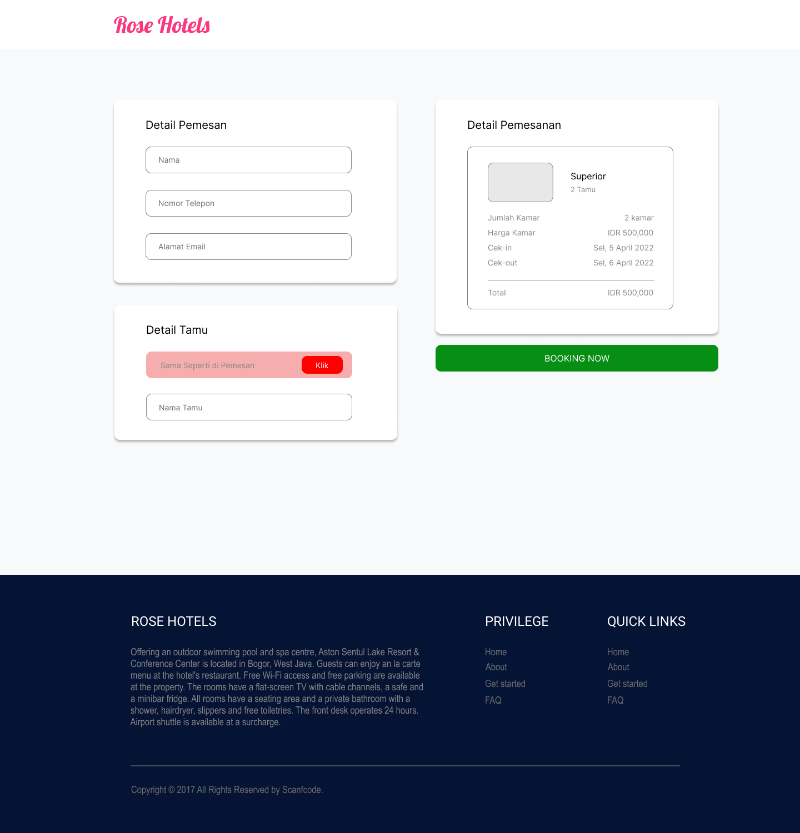 Rose Hotels
Detail Pemesan
Nama
Nomor Telepon
Alamat Email
Detail Tamu
Sama Seperti di Pemesan
Klik
Nama Tamu
Detail Pemesanan
Superior
2 Tamu
Jumlah Kamar 2 kamar
Harga Kamar IDR 500,000
Cek-in Sel, 5 April 2022
Cek-out Sel, 6 April 2022
Total IDR 500,000
BOOKING NOW
ROSE HOTELS
Offering an outdoor swimming pool and spa centre, Aston Sentul Lake Resort &
Conference Center is located in Bogor, West Java. Guests can enjoy an la carte
menu at the hotel's restaurant. Free Wi-Fi access and free parking are available
at the property. The rooms have a flat-screen TV with cable channels, a safe and
a minibar fridge. All rooms have a seating area and a private bathroom with a
shower, hairdryer, slippers and free toiletries. The front desk operates 24 hours.
Airport shuttle is available at a surcharge.
PRIVILEGE
Home
About
Get started
FAQ
QUICK LINKS
Home
About
Get started
FAQ
Copyright © 2017 All Rights Reserved by Scanfcode.